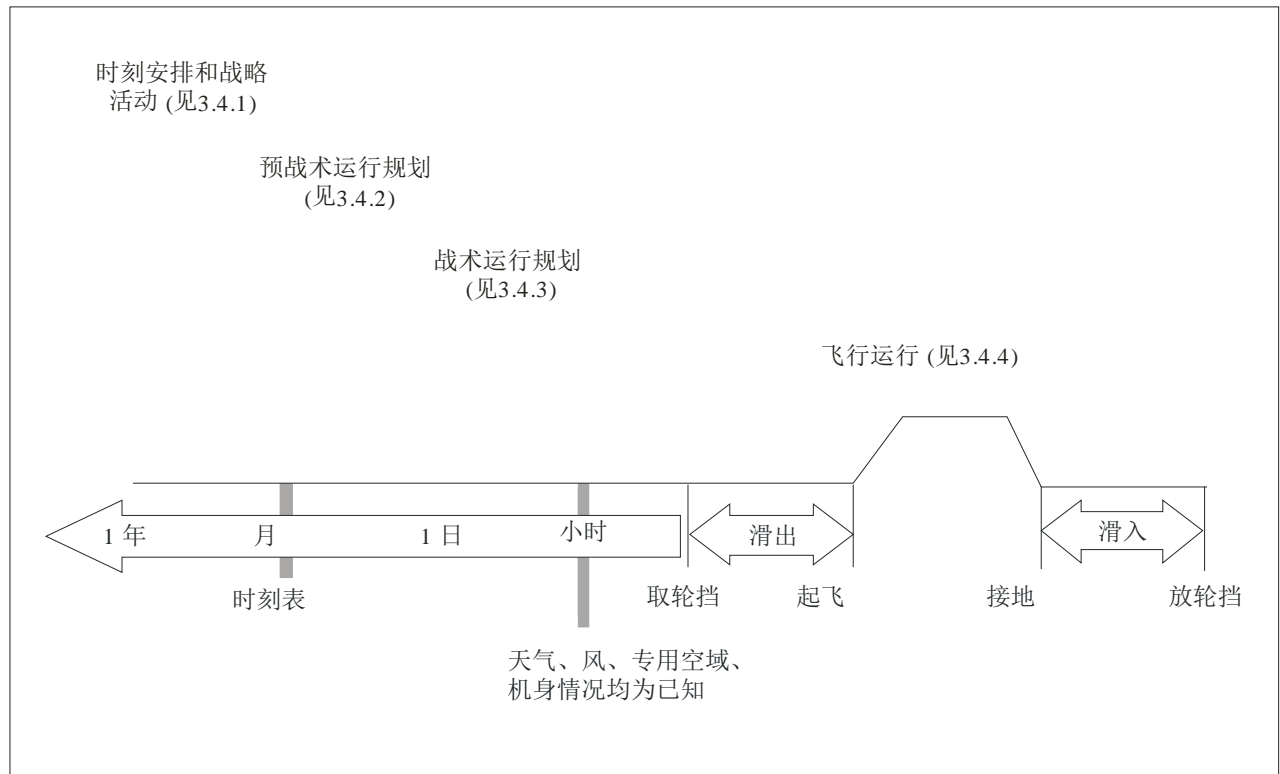 时刻安排和战略
活动 (见3.4.1)
预战术运行规划
(见3.4.2)
战术运行规划
(见3.4.3)
飞行运行 (见3.4.4)
1 年
月
1 日
小时
滑出
滑入
时刻表
取轮挡
起飞
接地
放轮挡
天气、风、专用空域、
机身情况均为已知